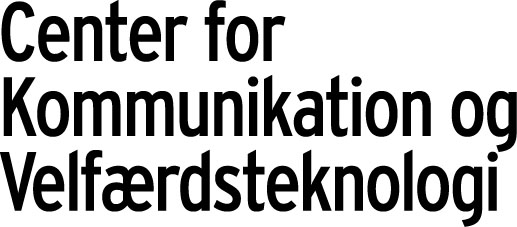 Center for
Kommunikation og
Velfærdsteknologi